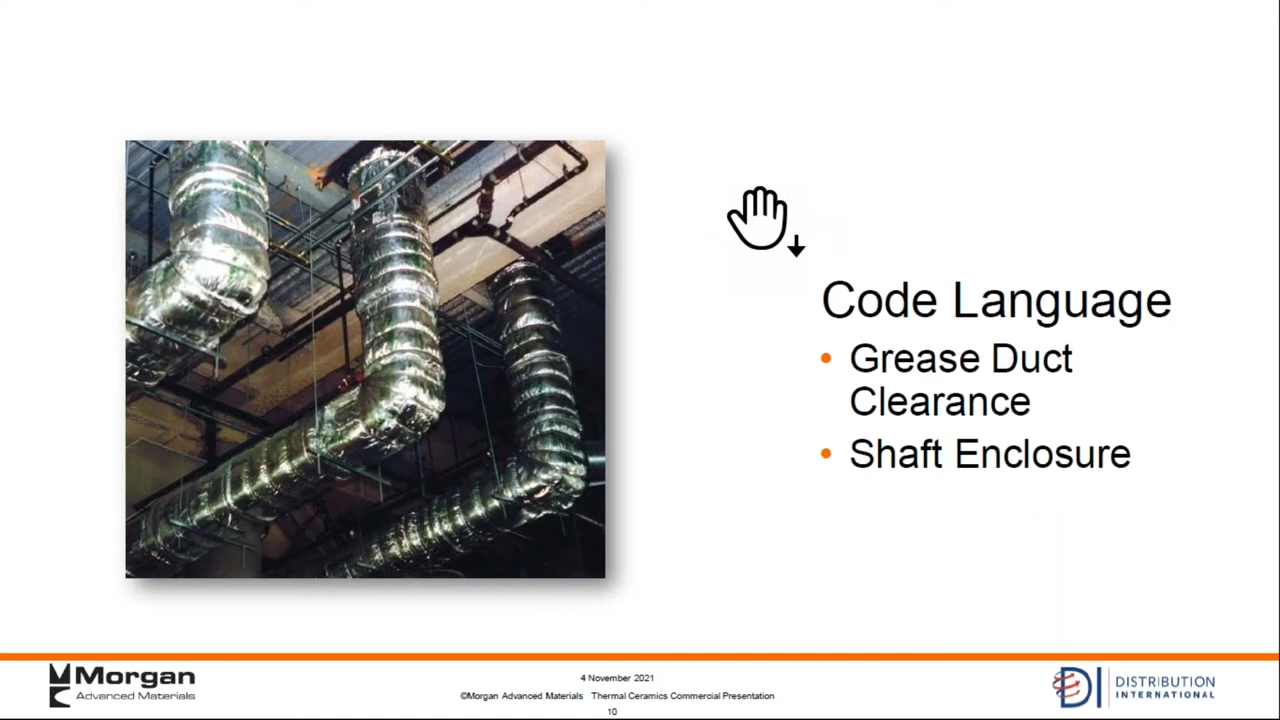 Code Language
• Grease Duct
Clearance
• Shaft Enclosure
Morgan
Advanced Materials
4 November 2021
©Morgan Advanced Materials Thermal Ceramics Commercial Presentation
10
DI
DISTRIBUTION
INTERNATIONAL